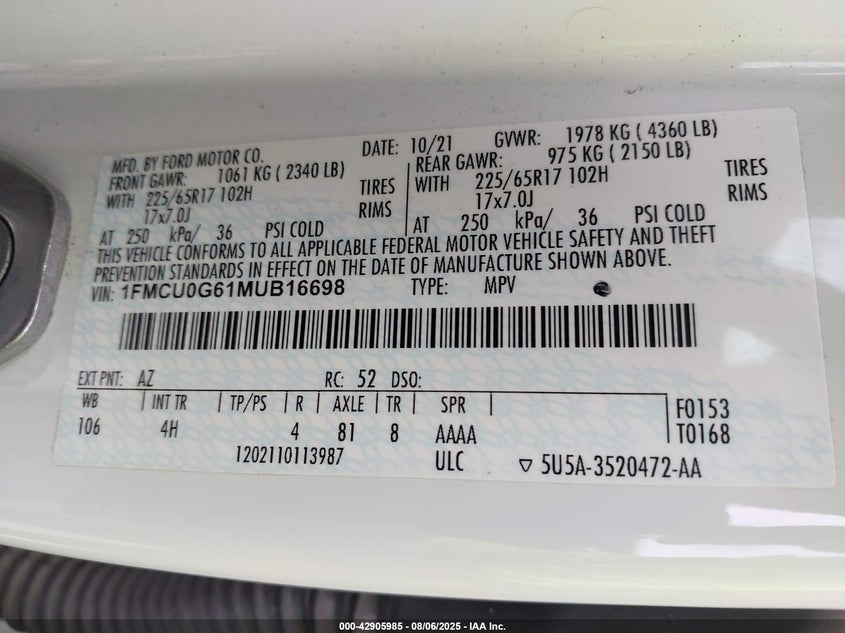 MFD. BY FORD MOTOR CO. DATE: 10/21 GVWR: 1978 KG ( 4360 LB)
FRONT GAWR: 1061 KG ( 2340 LB) REAR GAWR: 975 KG ( 2150 LB)
WITH 225/65R17 102H TIRES WITH 225/65R17 102H TIRES
17x7.0J RIMS 17x7.0J RIMS
AT 250 kPa/ 36 PSI COLD AT 250 kPa/ 36 PSI COLD
THIS VEHICLE CONFORMS TO ALL APPLICABLE FEDERAL MOTOR VEHICLE SAFETY AND THEFT
PREVENTION STANDARDS IN EFFECT ON THE DATE OF MANUFACTURE SHOWN ABOVE.
VIN: 1FMCU0G61MUB16698 TYPE: MPV
EXT PNT: AZ RC: 52 DSO:
WB INT TR TP/PS R AXLE TR SPR F0153
106 4H 4 81 8 AAAA T0168
1202110113987 ULC ▽ 5U5A-3520472-AA
000-42905985 - 08/06/2025 - IAA Inc.